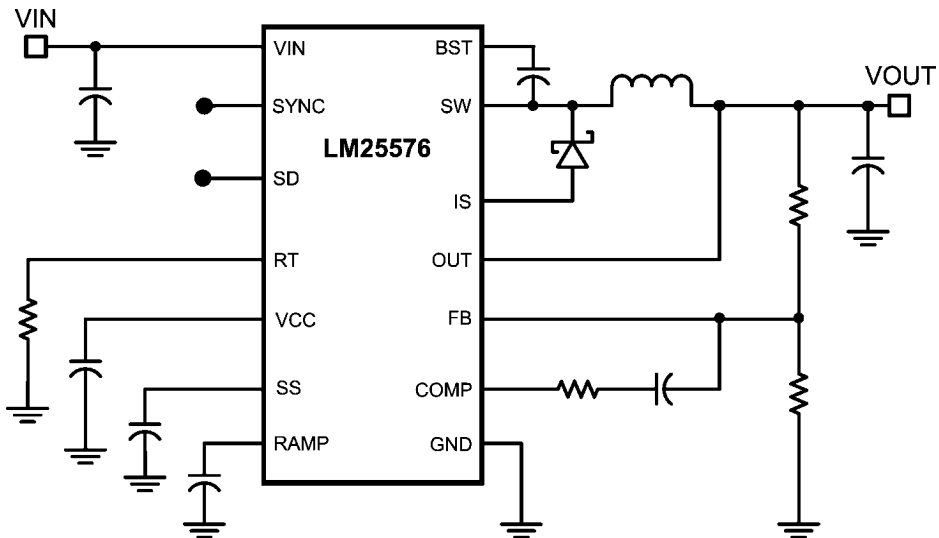 VIN
VOUT
LM25576
VIN
SYNC
SD
RT
VCC
SS
RAMP
BST
SW
IS
OUT
FB
COMP
GND